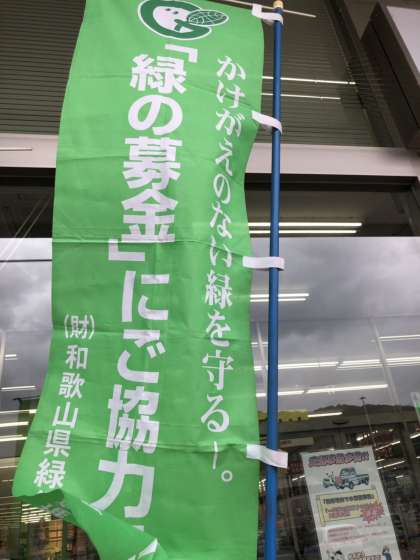 かけがえのない緑を守る－。
「緑の募金」にご協力
(財)和歌山県緑